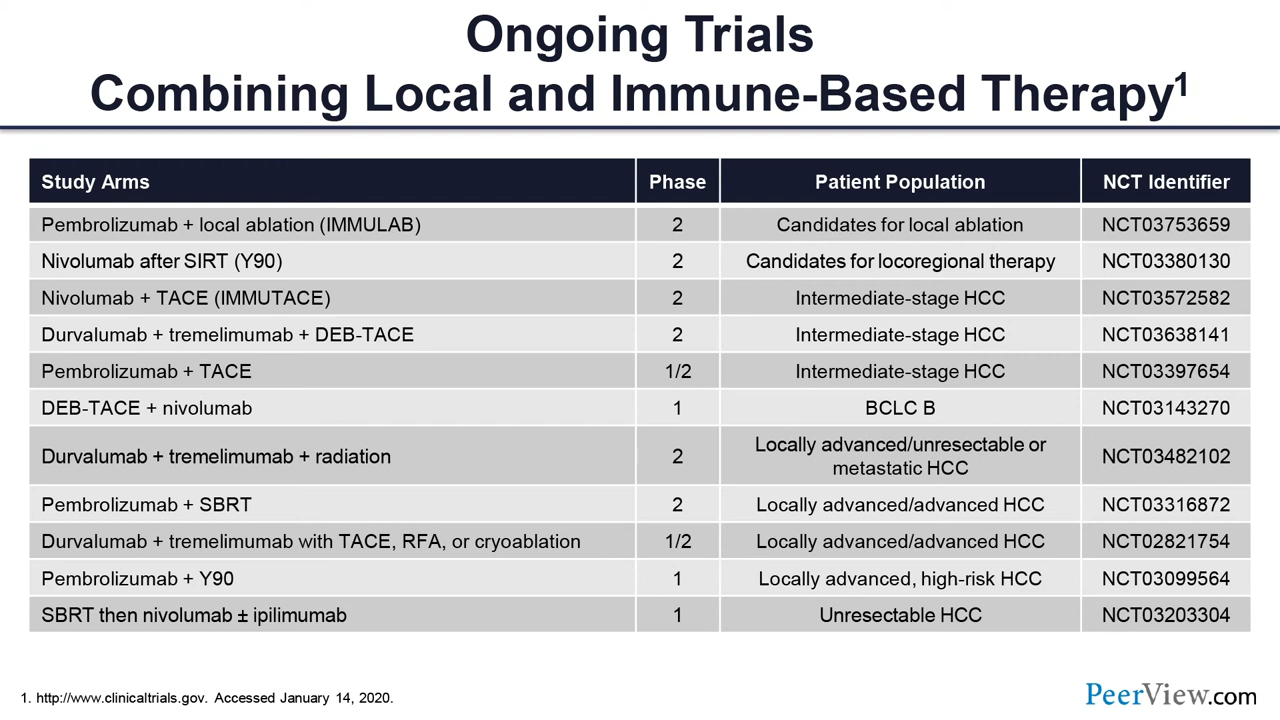 Ongoing Trials
Combining Local and Immune-Based Therapy1
Study Arms Phase Patient Population NCT Identifier
Pembrolizumab + local ablation (IMMULAB) 2 Candidates for local ablation NCT03753659
Nivolumab after SIRT (Y90) 2 Candidates for locoregional therapy NCT03380130
Nivolumab + TACE (IMMUTACE) 2 Intermediate-stage HCC NCT03572582
Durvalumab + tremelimumab + DEB-TACE 2 Intermediate-stage HCC NCT03638141
Pembrolizumab + TACE 1/2 Intermediate-stage HCC NCT03397654
DEB-TACE + nivolumab 1 BCLC B NCT03143270
Durvalumab + tremelimumab + radiation 2 Locally advanced/unresectable or
metastatic HCC NCT03482102
Pembrolizumab + SBRT 2 Locally advanced/advanced HCC NCT03316872
Durvalumab + tremelimumab with TACE, RFA, or cryoablation 1/2 Locally advanced/advanced HCC NCT02821754
Pembrolizumab + Y90 1 Locally advanced, high-risk HCC NCT03099564
SBRT then nivolumab ± ipilimumab 1 Unresectable HCC NCT03203304
1. http://www.clinicaltrials.gov. Accessed January 14, 2020.
PeerView.com